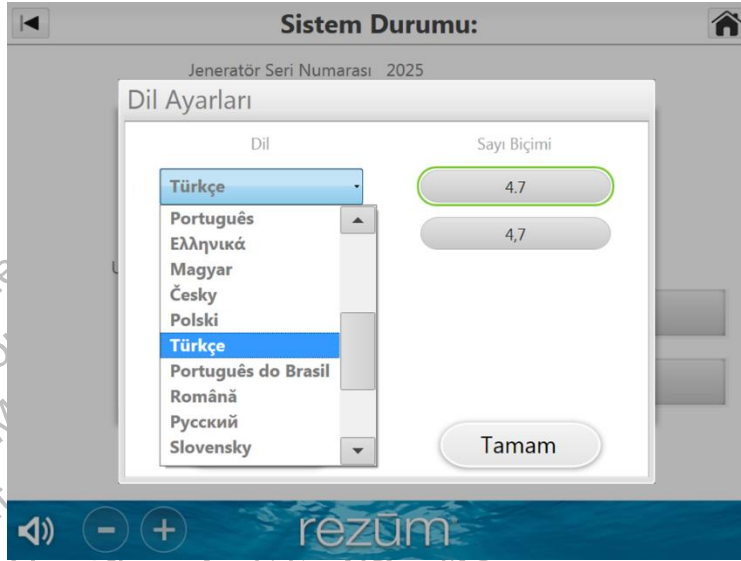 Sistem Durumu:
Jeneratör Seri Numarası 2025
Dil Ayarları
Dil
Sayı Biçimi
Türkçe
4.7
Português
4,7
Ελληνικά
Magyar
Česky
Polski
Türkçe
Português do Brasil
Română
Русский
Slovensky
Tamam
rezūm